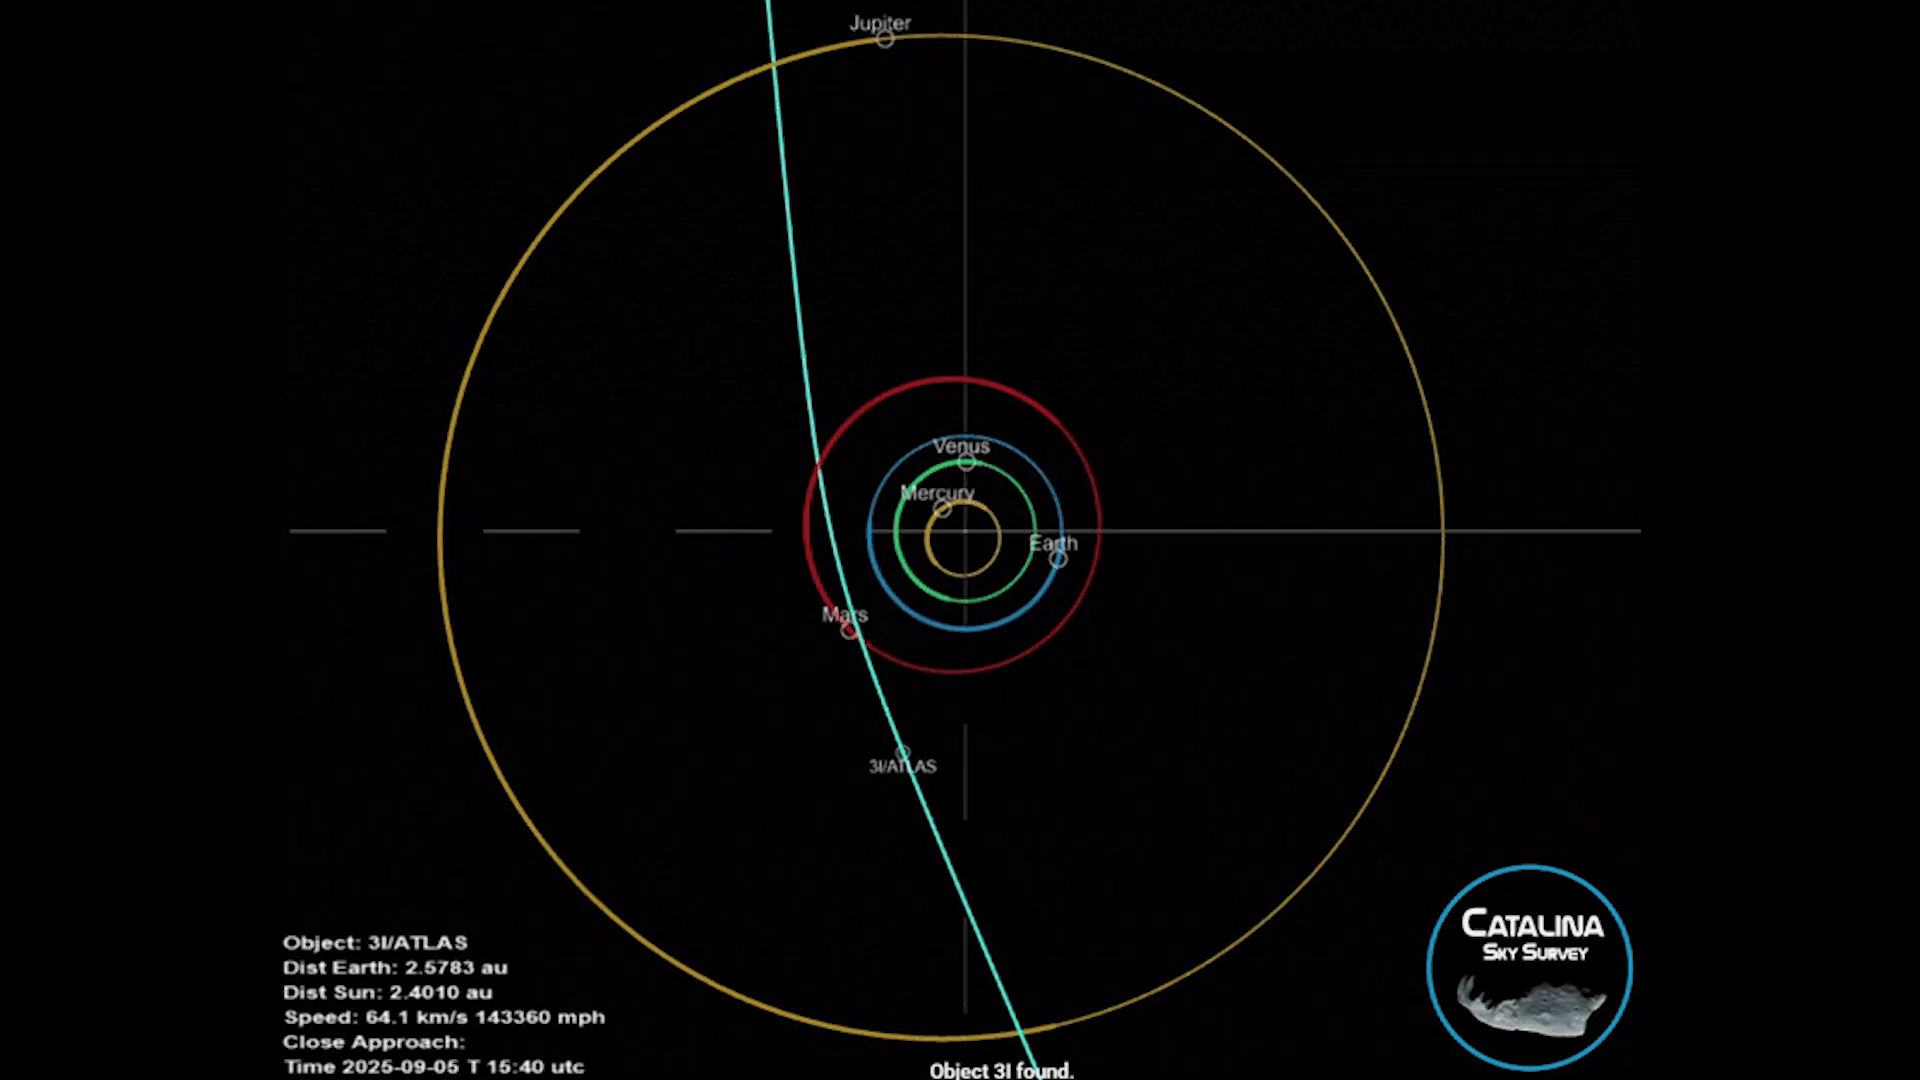 Jupiter
Venus
Mercury
Earth
Mars
3I/ATLAS
Object: 3I/ATLAS
Dist Earth: 2.5783 au
Dist Sun: 2.4010 au
Speed: 64.1 km/s 143360 mph
Close Approach:
Time 2025-09-05 T 15:40 utc
CATALINA
SKY SURVEY
Object 3I found.